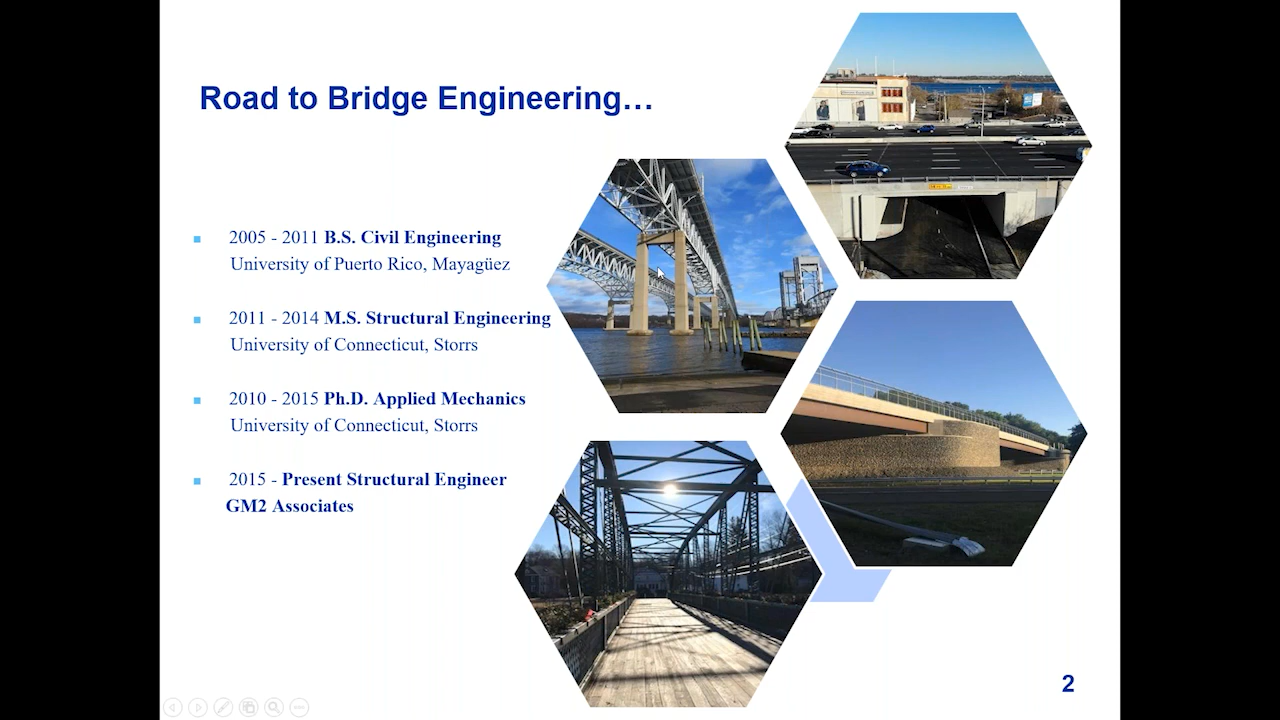 Road to Bridge Engineering…
2005 - 2011 B.S. Civil Engineering
University of Puerto Rico, Mayagüez
2011 - 2014 M.S. Structural Engineering
University of Connecticut, Storrs
2010 - 2015 Ph.D. Applied Mechanics
University of Connecticut, Storrs
2015 - Present Structural Engineer
GM2 Associates
2